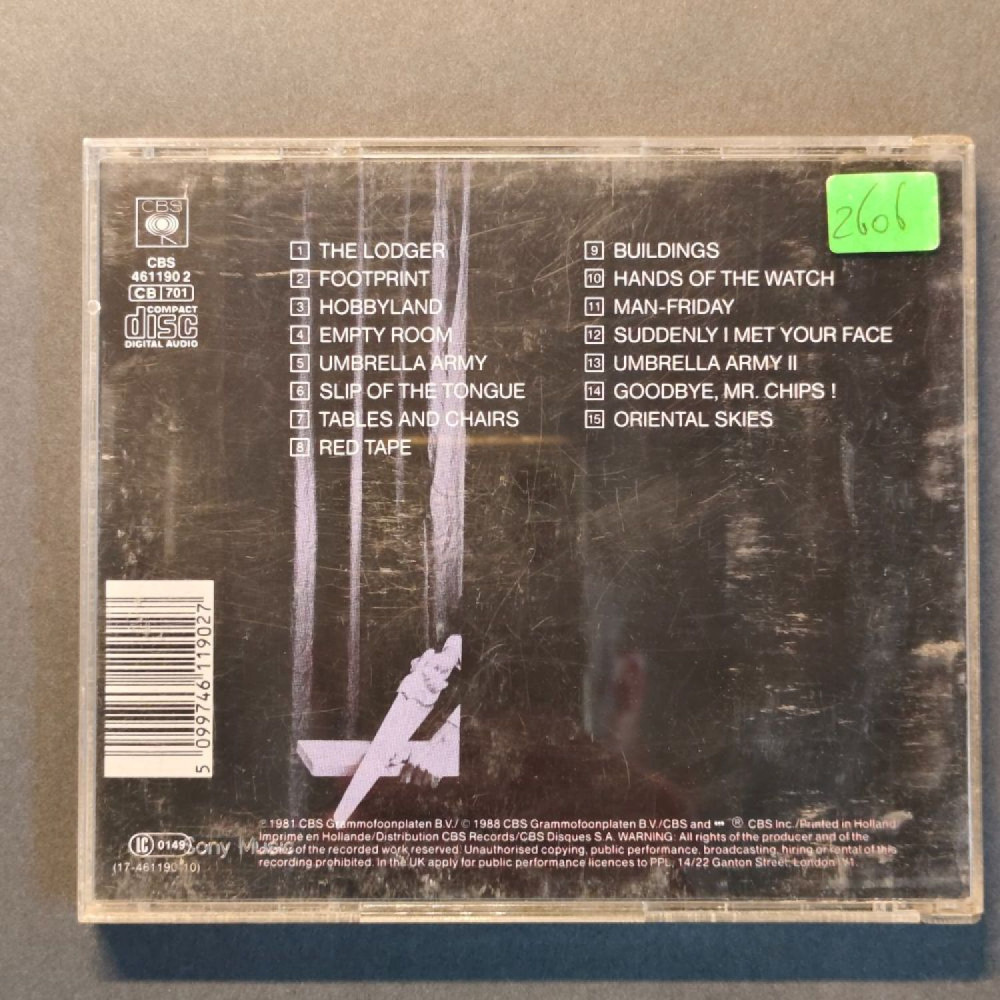 CBS
CBS
461190 2
CB 701
COMPACT
disc
DIGITAL AUDIO
2606
1 THE LODGER
2 FOOTPRINT
3 HOBBYLAND
4 EMPTY ROOM
5 UMBRELLA ARMY
6 SLIP OF THE TONGUE
7 TABLES AND CHAIRS
8 RED TAPE
9 BUILDINGS
10 HANDS OF THE WATCH
11 MAN-FRIDAY
12 SUDDENLY I MET YOUR FACE
13 UMBRELLA ARMY II
14 GOODBYE, MR. CHIPS !
15 ORIENTAL SKIES
5 099746 119027
℗ 1981 CBS Grammofoonplaten B.V./ © 1988 CBS Grammofoonplaten B.V./CBS and ® CBS Inc./Printed in Holland
Imprimé en Hollande/Distribution CBS Records/CBS Disques S.A. WARNING: All rights of the producer and of the
of the recorded work reserved. Unauthorised copying, public performance, broadcasting, hiring or rental of this
recording prohibited. In the UK apply for public performance licences to PPL, 14/22 Ganton Street, London
IC 0149
Sony Music
(17-461190-10)